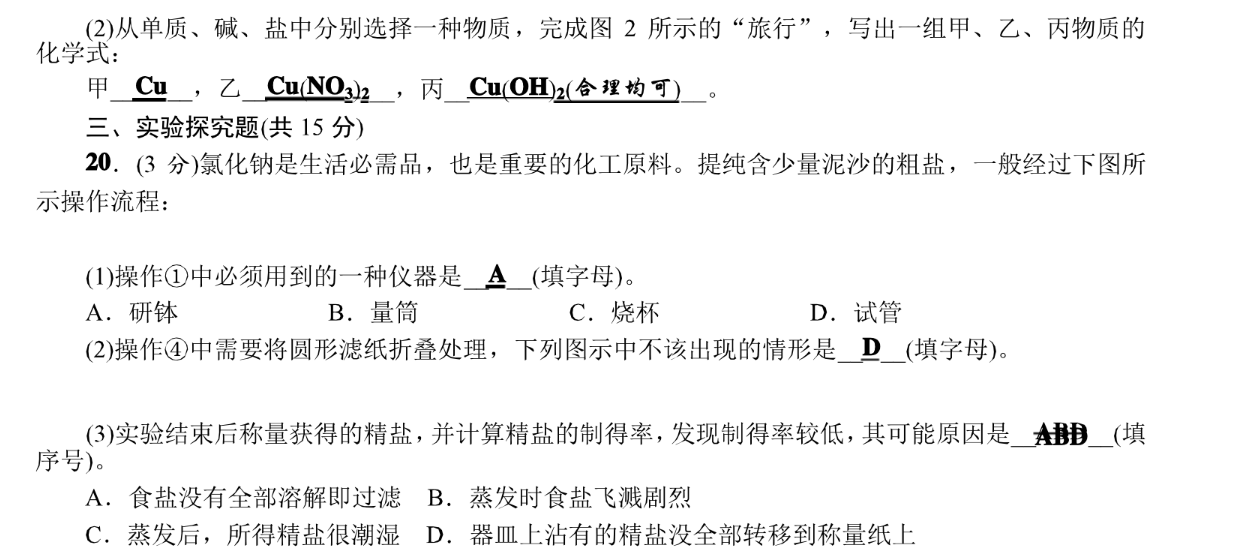 (2)从单质、碱、盐中分别选择一种物质，完成图 2 所示的“旅行”，写出一组甲、乙、丙物质的
化学式：
甲__Cu__，乙__Cu(NO₃)₂__，丙__Cu(OH)₂(合理均可)__。
三、实验探究题(共 15 分)
20．(3 分)氯化钠是生活必需品，也是重要的化工原料。提纯含少量泥沙的粗盐，一般经过下图所
示操作流程：
(1)操作①中必须用到的一种仪器是__A__(填字母)。
A．研钵 B．量筒 C．烧杯 D．试管
(2)操作④中需要将圆形滤纸折叠处理，下列图示中不该出现的情形是__D__(填字母)。
(3)实验结束后称量获得的精盐，并计算精盐的制得率，发现制得率较低，其可能原因是__ABD__(填
序号)。
A．食盐没有全部溶解即过滤 B．蒸发时食盐飞溅剧烈
C．蒸发后，所得精盐很潮湿 D．器皿上沾有的精盐没全部转移到称量纸上